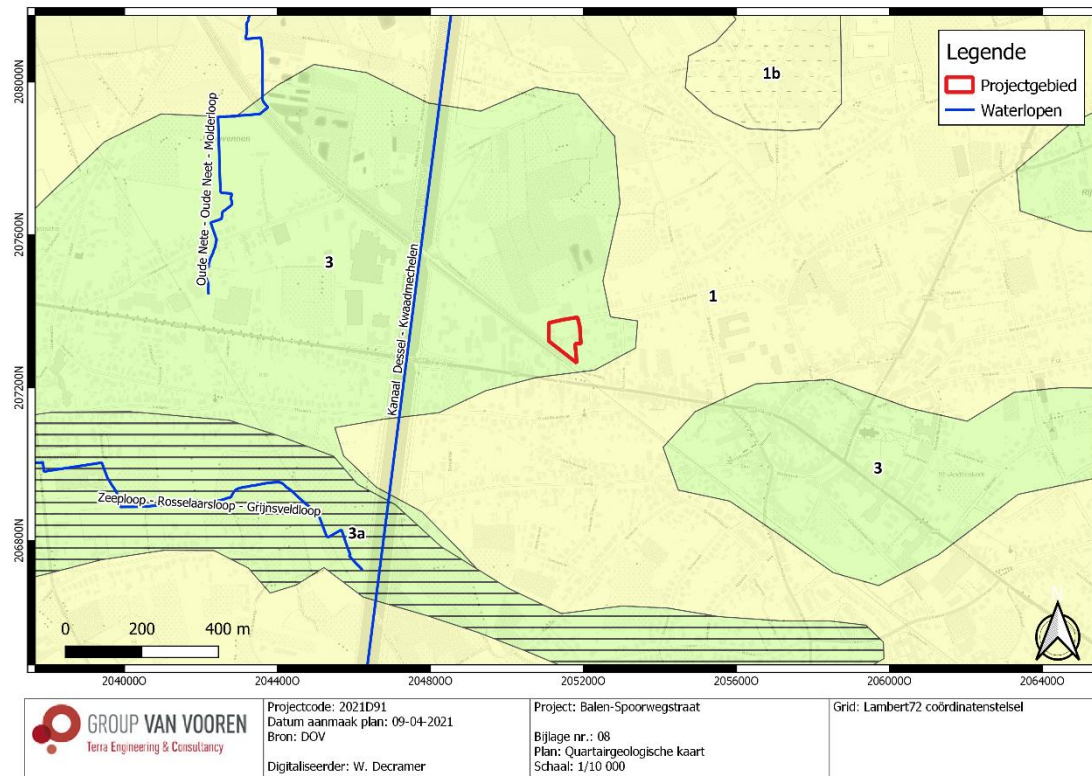 Legende
Projectgebied
Waterlopen
1b
Oude Nete - Oude Neet - Molderloop
3
Kanaal Dessel - Kwaadmechelen
1
3
Zeeploop - Rosselaarsloop - Grijnsveldloop
3a
0 200 400 m
208000N
207600N
207200N
206800N
204000O
204400O
204800O
205200O
205600O
206000O
206400O
GROUP VAN VOOREN
Terra Engineering & Consultancy
Projectcode: 2021D91
Datum aanmaak plan: 09-04-2021
Bron: DOV
Digitaliseerder: W. Decramer
Project: Balen-Spoorwegstraat
Bijlage nr.: 08
Plan: Quartairgeologische kaart
Schaal: 1/10 000
Grid: Lambert72 coördinatenstelsel